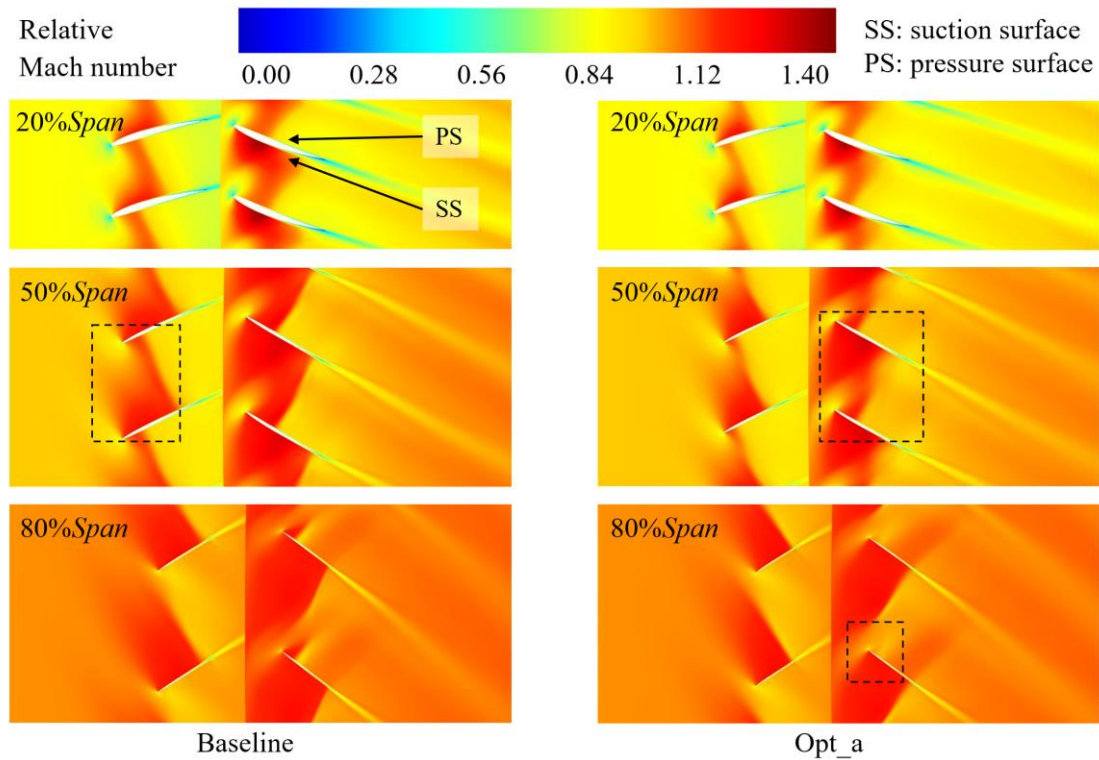 Relative
Mach number
0.00 0.28 0.56 0.84 1.12 1.40
SS: suction surface
PS: pressure surface
20%Span
PS
SS
20%Span
50%Span
50%Span
80%Span
80%Span
Baseline
Opt_a